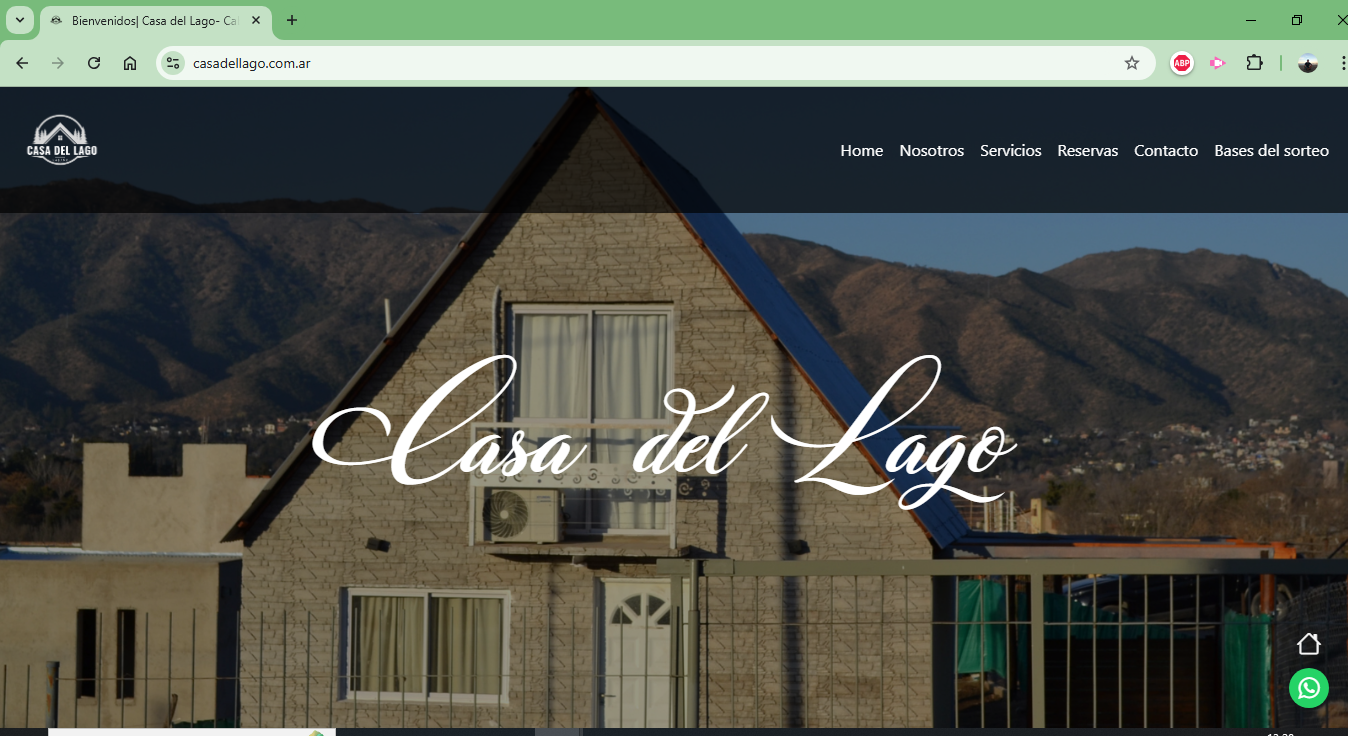 Bienvenidos| Casa del Lago- Ca
casadellago.com.ar
ABP
CASA DEL LAGO
Home Nosotros Servicios Reservas Contacto Bases del sorteo
Casa del Lago